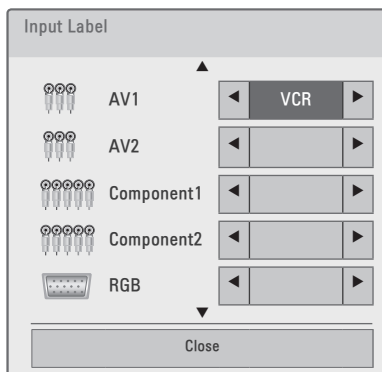 Input Label
AV1 VCR
AV2
Component1
Component2
RGB
Close